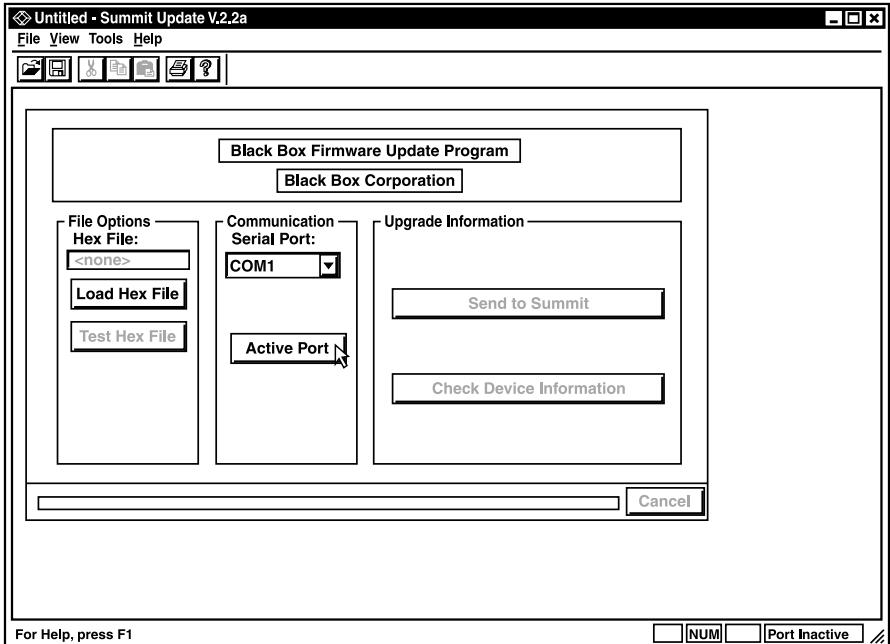 Untitled - Summit Update V.2.2a
File View Tools Help
Black Box Firmware Update Program
Black Box Corporation
File Options
Hex File:
<none>
Load Hex File
Test Hex File
Communication
Serial Port:
COM1
Active Port
Upgrade Information
Send to Summit
Check Device Information
Cancel
For Help, press F1
NUM
Port Inactive